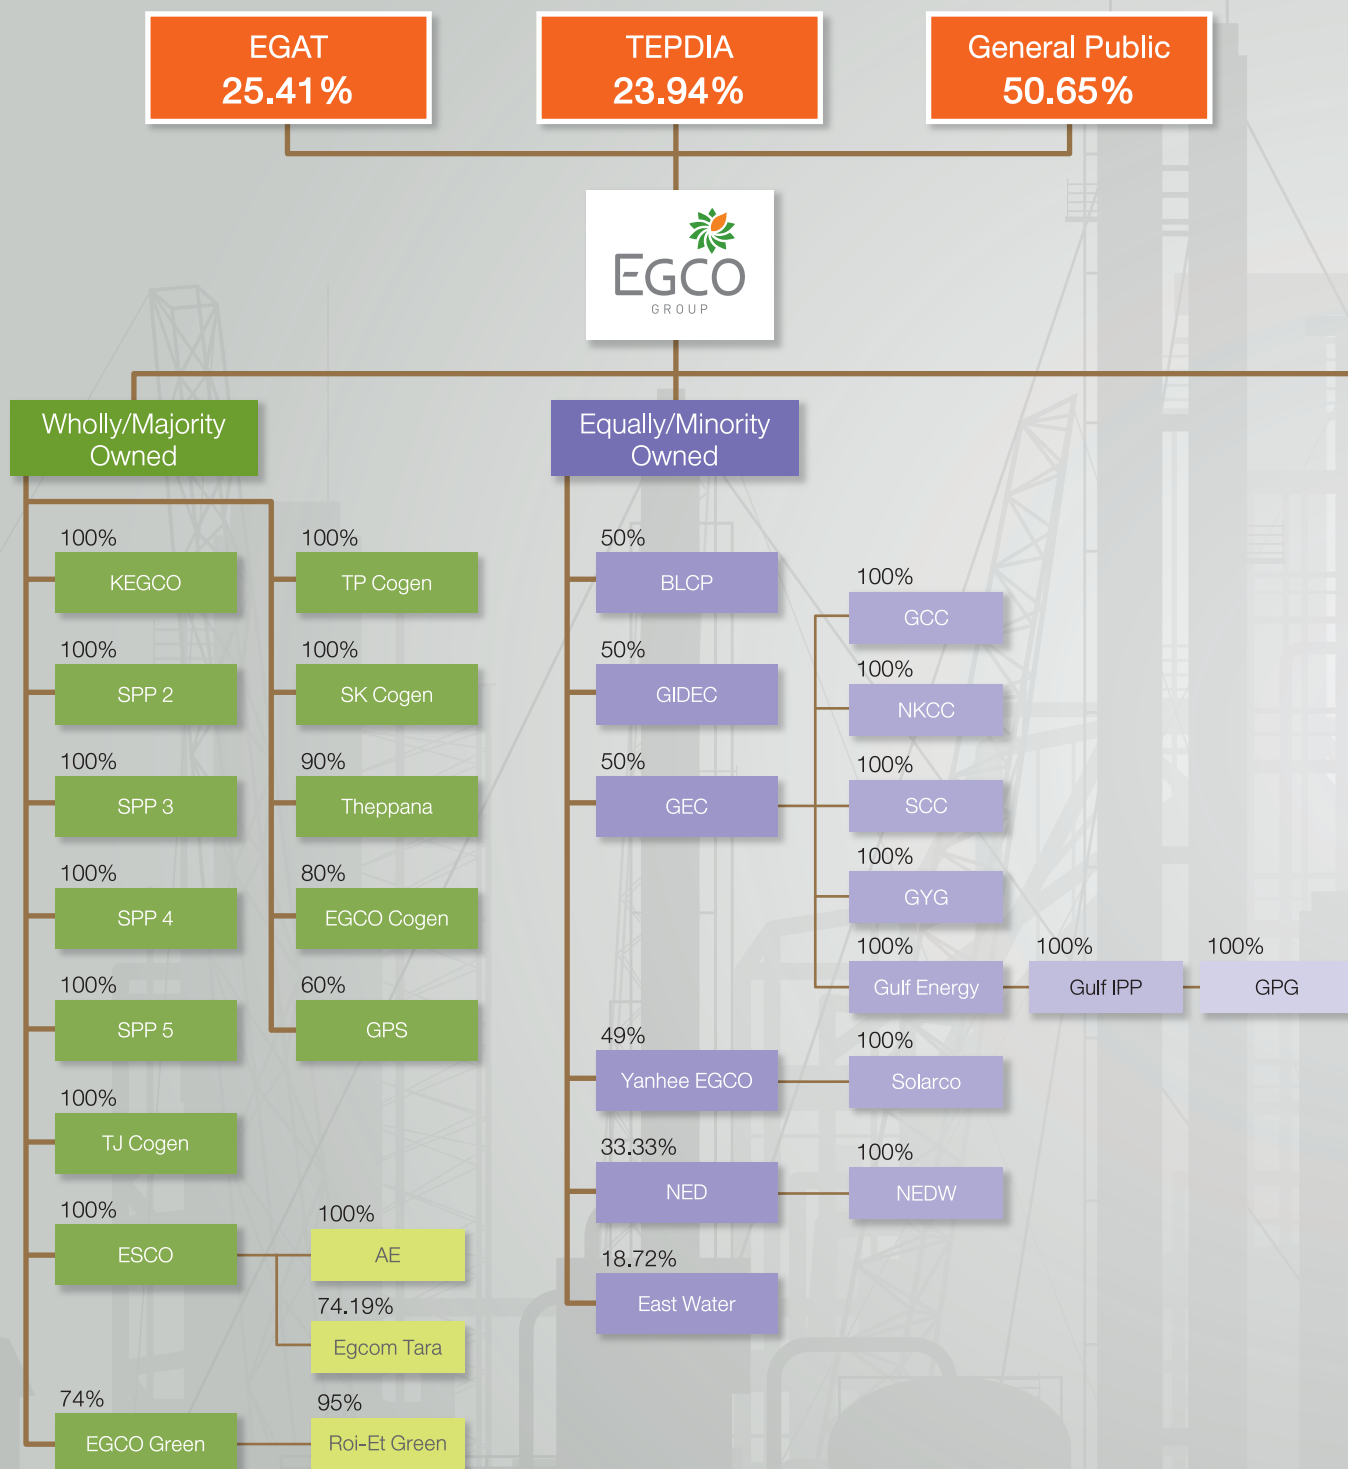 EGAT
25.41%
TEPDIA
23.94%
General Public
50.65%
EGCO
GROUP
Wholly/Majority
Owned
100%
KEGCO
100%
SPP 2
100%
SPP 3
100%
SPP 4
100%
SPP 5
100%
TJ Cogen
100%
ESCO
100%
AE
74.19%
Egcom Tara
74%
EGCO Green
95%
Roi-Et Green
100%
TP Cogen
100%
SK Cogen
90%
Theppana
80%
EGCO Cogen
60%
GPS
Equally/Minority
Owned
50%
BLCP
50%
GIDEC
50%
GEC
100%
GCC
100%
NKCC
100%
SCC
100%
GYG
100%
Gulf Energy
100%
Gulf IPP
100%
GPG
49%
Yanhee EGCO
100%
Solarco
33.33%
NED
100%
NEDW
18.72%
East Water